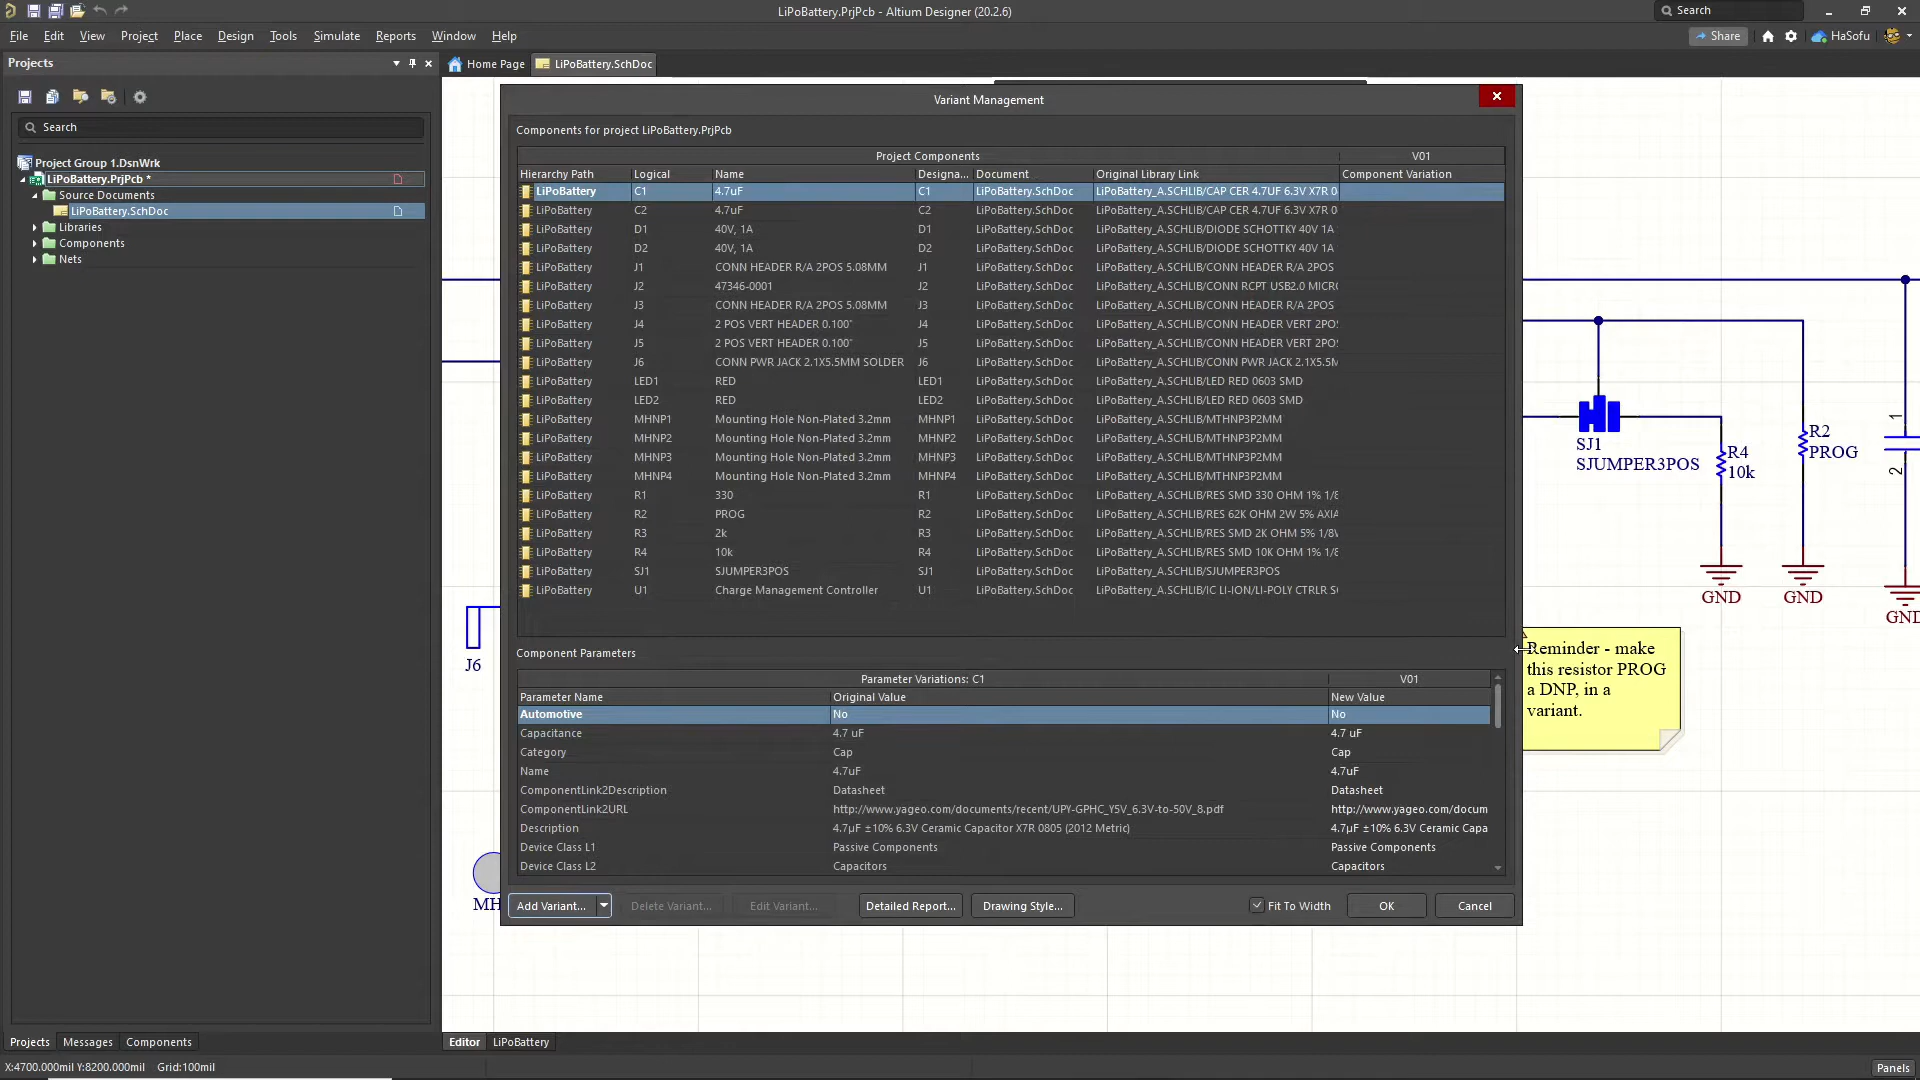 LiPoBattery.PrjPcb - Altium Designer (20.2.6)
Search
File Edit View Project Place Design Tools Simulate Reports Window Help
Share HaSofu
Projects
Home Page LiPoBattery.SchDoc
Search
Project Group 1.DsnWrk
LiPoBattery.PrjPcb *
Source Documents
LiPoBattery.SchDoc
Libraries
Components
Nets
Variant Management
Components for project LiPoBattery.PrjPcb
Project Components V01
Hierarchy Path Logical Name Designa... Document Original Library Link Component Variation
LiPoBattery C1 4.7uF C1 LiPoBattery.SchDoc LiPoBattery_A.SCHLIB/CAP CER 4.7UF 6.3V X7R 0
LiPoBattery C2 4.7uF C2 LiPoBattery.SchDoc LiPoBattery_A.SCHLIB/CAP CER 4.7UF 6.3V X7R 0
LiPoBattery D1 40V, 1A D1 LiPoBattery.SchDoc LiPoBattery_A.SCHLIB/DIODE SCHOTTKY 40V 1A
LiPoBattery D2 40V, 1A D2 LiPoBattery.SchDoc LiPoBattery_A.SCHLIB/DIODE SCHOTTKY 40V 1A
LiPoBattery J1 CONN HEADER R/A 2POS 5.08MM J1 LiPoBattery.SchDoc LiPoBattery_A.SCHLIB/CONN HEADER R/A 2POS
LiPoBattery J2 47346-0001 J2 LiPoBattery.SchDoc LiPoBattery_A.SCHLIB/CONN RCPT USB2.0 MICR
LiPoBattery J3 CONN HEADER R/A 2POS 5.08MM J3 LiPoBattery.SchDoc LiPoBattery_A.SCHLIB/CONN HEADER R/A 2POS
LiPoBattery J4 2 POS VERT HEADER 0.100" J4 LiPoBattery.SchDoc LiPoBattery_A.SCHLIB/CONN HEADER VERT 2POS
LiPoBattery J5 2 POS VERT HEADER 0.100" J5 LiPoBattery.SchDoc LiPoBattery_A.SCHLIB/CONN HEADER VERT 2POS
LiPoBattery J6 CONN PWR JACK 2.1X5.5MM SOLDER J6 LiPoBattery.SchDoc LiPoBattery_A.SCHLIB/CONN PWR JACK 2.1X5.5M
LiPoBattery LED1 RED LED1 LiPoBattery.SchDoc LiPoBattery_A.SCHLIB/LED RED 0603 SMD
LiPoBattery LED2 RED LED2 LiPoBattery.SchDoc LiPoBattery_A.SCHLIB/LED RED 0603 SMD
LiPoBattery MHNP1 Mounting Hole Non-Plated 3.2mm MHNP1 LiPoBattery.SchDoc LiPoBattery_A.SCHLIB/MTHNP3P2MM
LiPoBattery MHNP2 Mounting Hole Non-Plated 3.2mm MHNP2 LiPoBattery.SchDoc LiPoBattery_A.SCHLIB/MTHNP3P2MM
LiPoBattery MHNP3 Mounting Hole Non-Plated 3.2mm MHNP3 LiPoBattery.SchDoc LiPoBattery_A.SCHLIB/MTHNP3P2MM
LiPoBattery MHNP4 Mounting Hole Non-Plated 3.2mm MHNP4 LiPoBattery.SchDoc LiPoBattery_A.SCHLIB/MTHNP3P2MM
LiPoBattery R1 330 R1 LiPoBattery.SchDoc LiPoBattery_A.SCHLIB/RES SMD 330 OHM 1% 1/8
LiPoBattery R2 PROG R2 LiPoBattery.SchDoc LiPoBattery_A.SCHLIB/RES 62K OHM 2W 5% AXIA
LiPoBattery R3 2k R3 LiPoBattery.SchDoc LiPoBattery_A.SCHLIB/RES SMD 2K OHM 5% 1/8
LiPoBattery R4 10k R4 LiPoBattery.SchDoc LiPoBattery_A.SCHLIB/RES SMD 10K OHM 1% 1/8
LiPoBattery SJ1 SJUMPER3POS SJ1 LiPoBattery.SchDoc LiPoBattery_A.SCHLIB/SJUMPER3POS
LiPoBattery U1 Charge Management Controller U1 LiPoBattery.SchDoc LiPoBattery_A.SCHLIB/IC LI-ION/LI-POLY CTRLR S
Component Parameters
Parameter Variations: C1 V01
Parameter Name Original Value New Value
Automotive No No
Capacitance 4.7 uF 4.7 uF
Category Cap Cap
Name 4.7uF 4.7uF
ComponentLink2Description Datasheet Datasheet
ComponentLink2URL http://www.yageo.com/documents/recent/UPY-GPHC_Y5V_6.3V-to-50V_8.pdf http://www.yageo.com/docum
Description 4.7µF ±10% 6.3V Ceramic Capacitor X7R 0805 (2012 Metric) 4.7µF ±10% 6.3V Ceramic Capa
Device Class L1 Passive Components Passive Components
Device Class L2 Capacitors Capacitors
Add Variant... Delete Variant... Edit Variant... Detailed Report... Drawing Style... Fit To Width OK Cancel
J6
MH
SJ1
SJUMPER3POS
R4
10k
R2
PROG
1
2
GND
GND
GND
Reminder - make
this resistor PROG
a DNP, in a
variant.
Projects Messages Components
Editor LiPoBattery
X:4700.000mil Y:8200.000mil Grid:100mil
Panels